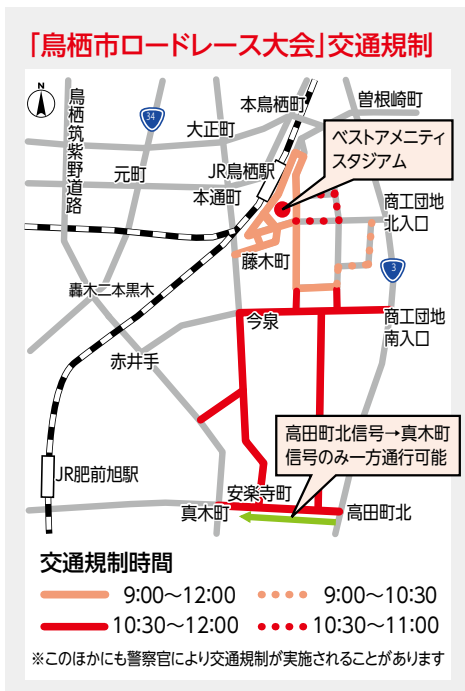 「鳥栖市ロードレース大会」交通規制
N
鳥栖筑紫野道路
34
本鳥栖町
曽根崎町
大正町
ベストアメニティ
スタジアム
JR鳥栖駅
元町
本通町
商工団地
北入口
藤木町
3
轟木二本黒木
今泉
商工団地
南入口
赤井手
高田町北信号→真木町
信号のみ一方通行可能
JR肥前旭駅
安楽寺町
真木町
高田町北
交通規制時間
9:00〜12:00
9:00〜10:30
10:30〜12:00
10:30〜11:00
※このほかにも警察官により交通規制が実施されることがあります